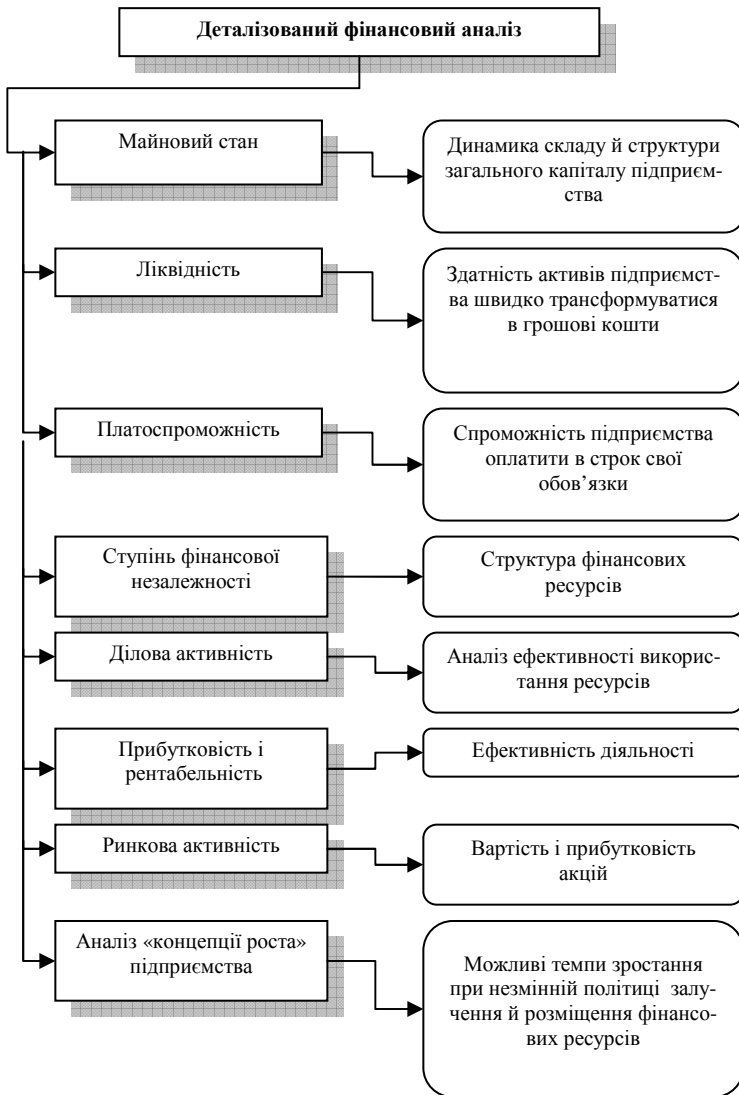 Деталізований фінансовий аналіз
Майновий стан
Динамика складу й структури
загального капіталу підприєм-
ства
Ліквідність
Здатність активів підприємст-
ва швидко трансформуватися
в грошові кошти
Платоспроможність
Спроможність підприємства
оплатити в строк свої
обов’язки
Ступінь фінансової
незалежності
Структура фінансових
ресурсів
Ділова активність
Аналіз ефективності викорис-
тання ресурсів
Прибутковість і
рентабельність
Ефективність діяльності
Ринкова активність
Вартість і прибутковість
акцій
Аналіз «концепції роста»
підприємства
Можливі темпи зростання
при незмінній політиці залу-
чення й розміщення фінансо-
вих ресурсів